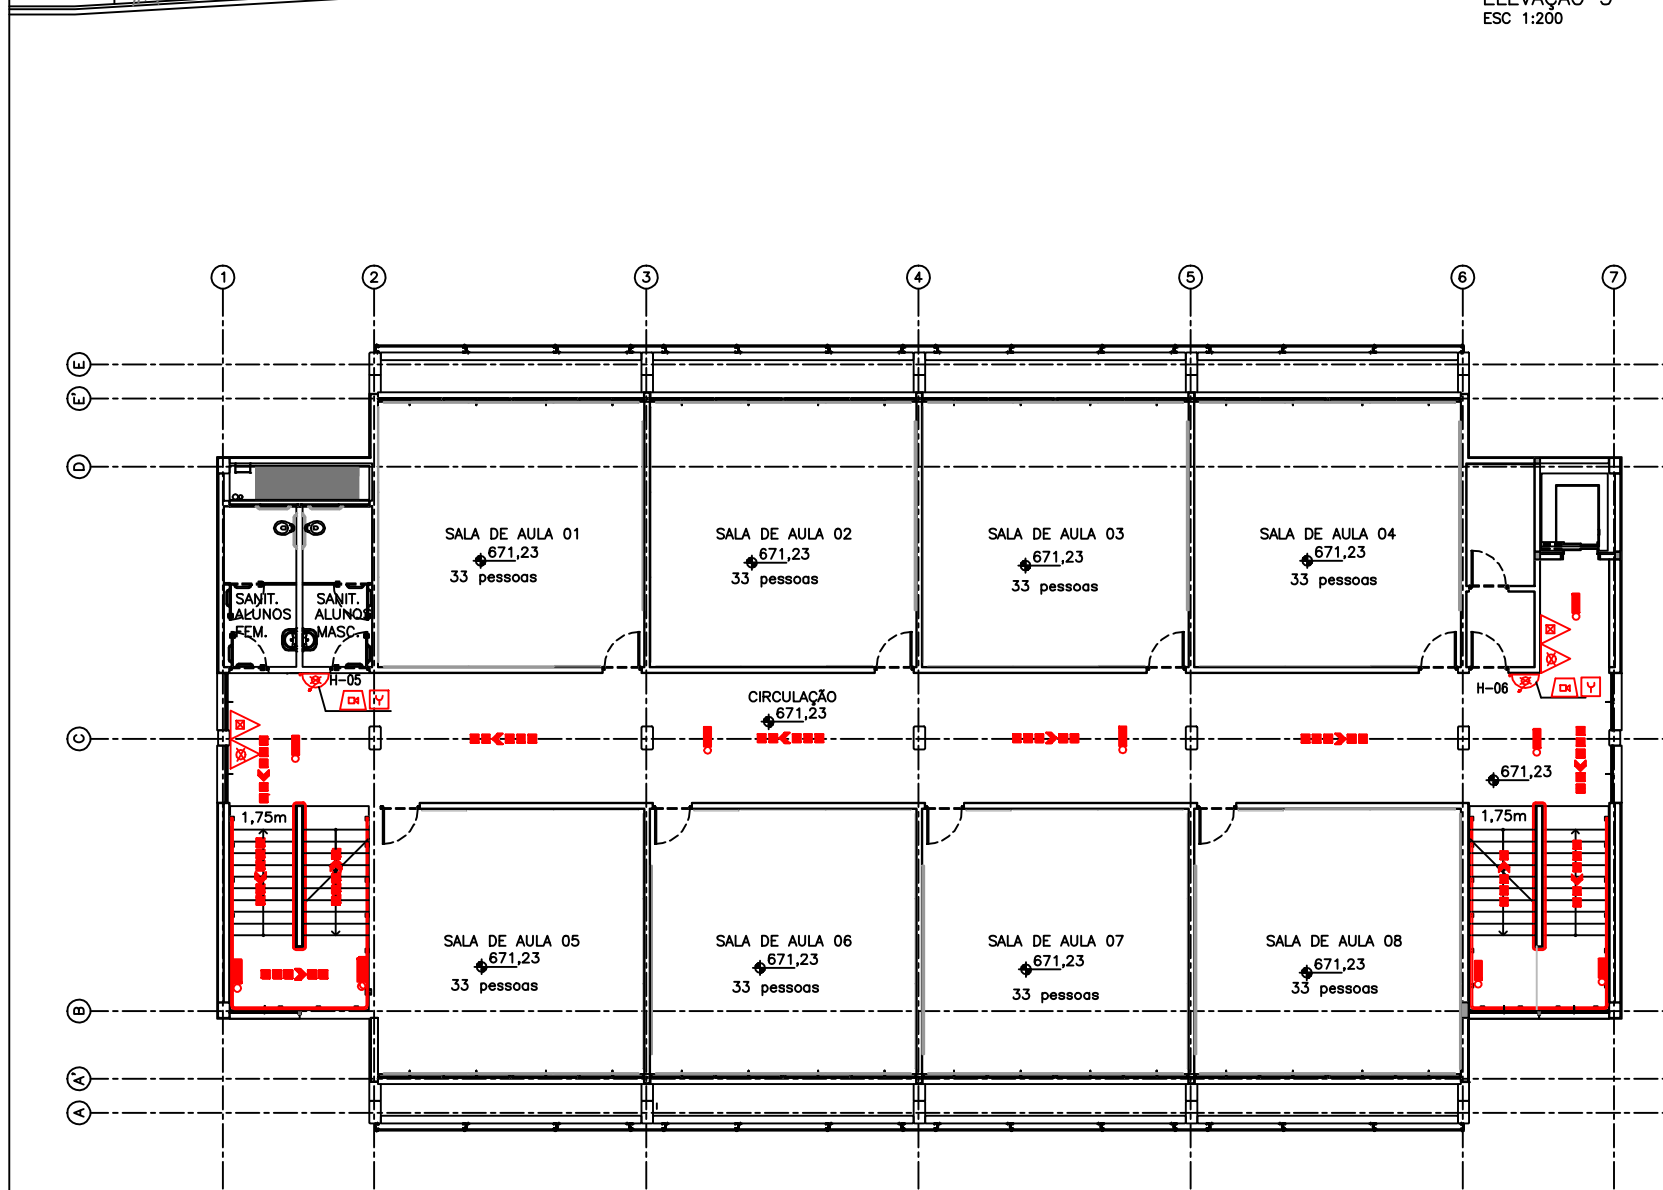 ELEVAÇÃO 3
ESC 1:200
1
2
3
4
5
6
7
E
E'
D
C
B
A'
A
SALA DE AULA 01
671,23
33 pessoas
SALA DE AULA 02
671,23
33 pessoas
SALA DE AULA 03
671,23
33 pessoas
SALA DE AULA 04
671,23
33 pessoas
SANIT.
ALUNOS
FEM.
SANIT.
ALUNOS
MASC.
H-05
H-06
CIRCULAÇÃO
671,23
671,23
1,75m
1,75m
SALA DE AULA 05
671,23
33 pessoas
SALA DE AULA 06
671,23
33 pessoas
SALA DE AULA 07
671,23
33 pessoas
SALA DE AULA 08
671,23
33 pessoas